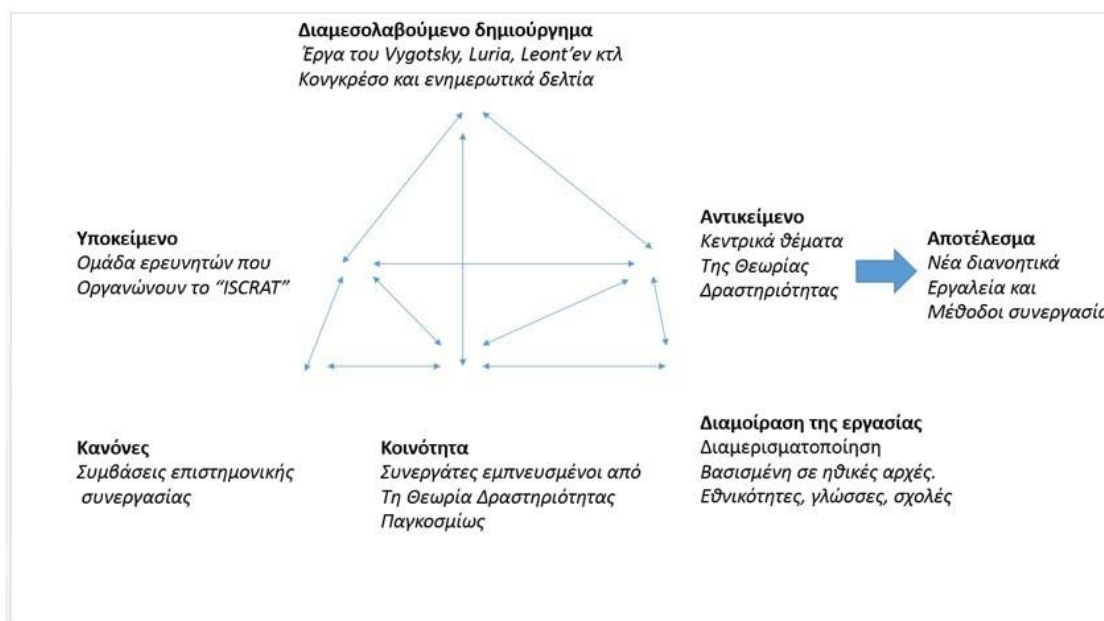 Διαμεσολαβούμενο δημιούργημα
Έργα του Vygotsky, Luria, Leont’ev κτλ
Κονγκρέσο και ενημερωτικά δελτία
Υποκείμενο
Ομάδα ερευνητών που
Οργανώνουν το “ISCRAT”
Αντικείμενο
Κεντρικά θέματα
Της Θεωρίας
Δραστηριότητας
Αποτέλεσμα
Νέα διανοητικά
Εργαλεία και
Μέθοδοι συνεργασία
Κανόνες
Συμβάσεις επιστημονικής
συνεργασίας
Κοινότητα
Συνεργάτες εμπνευσμένοι από
Τη Θεωρία Δραστηριότητας
Παγκοσμίως
Διαμοίραση της εργασίας
Διαμερισματοποίηση
Βασισμένη σε ηθικές αρχές.
Εθνικότητες, γλώσσες, σχολές